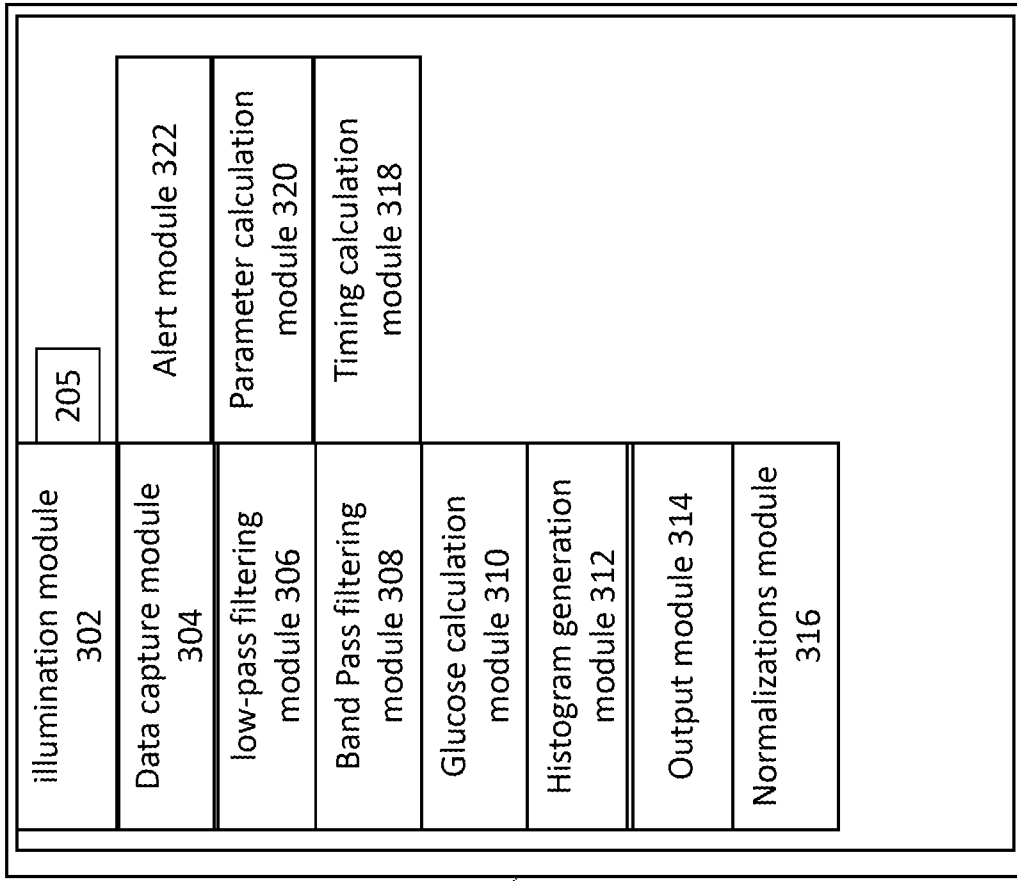 illumination module
302
Data capture module
304
low-pass filtering
module 306
Band Pass filtering
module 308
Glucose calculation
module 310
Histogram generation
module 312
Output module 314
Normalizations module
316
205
Alert module 322
Parameter calculation
module 320
Timing calculation
module 318